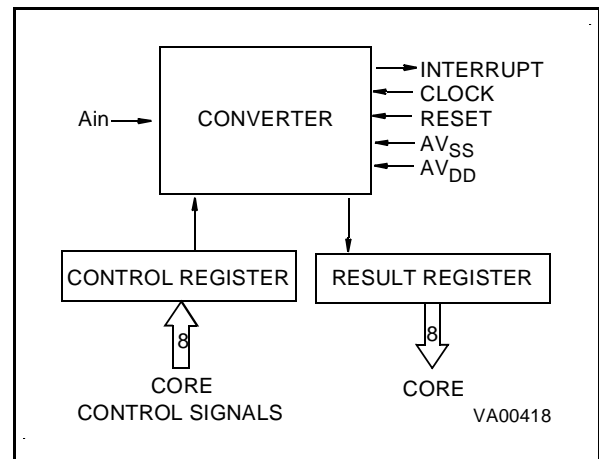 INTERRUPT
CLOCK
Ain
CONVERTER
RESET
AVSS
AVDD
CONTROL REGISTER
RESULT REGISTER
8
8
CORE
CONTROL SIGNALS
CORE
VA00418